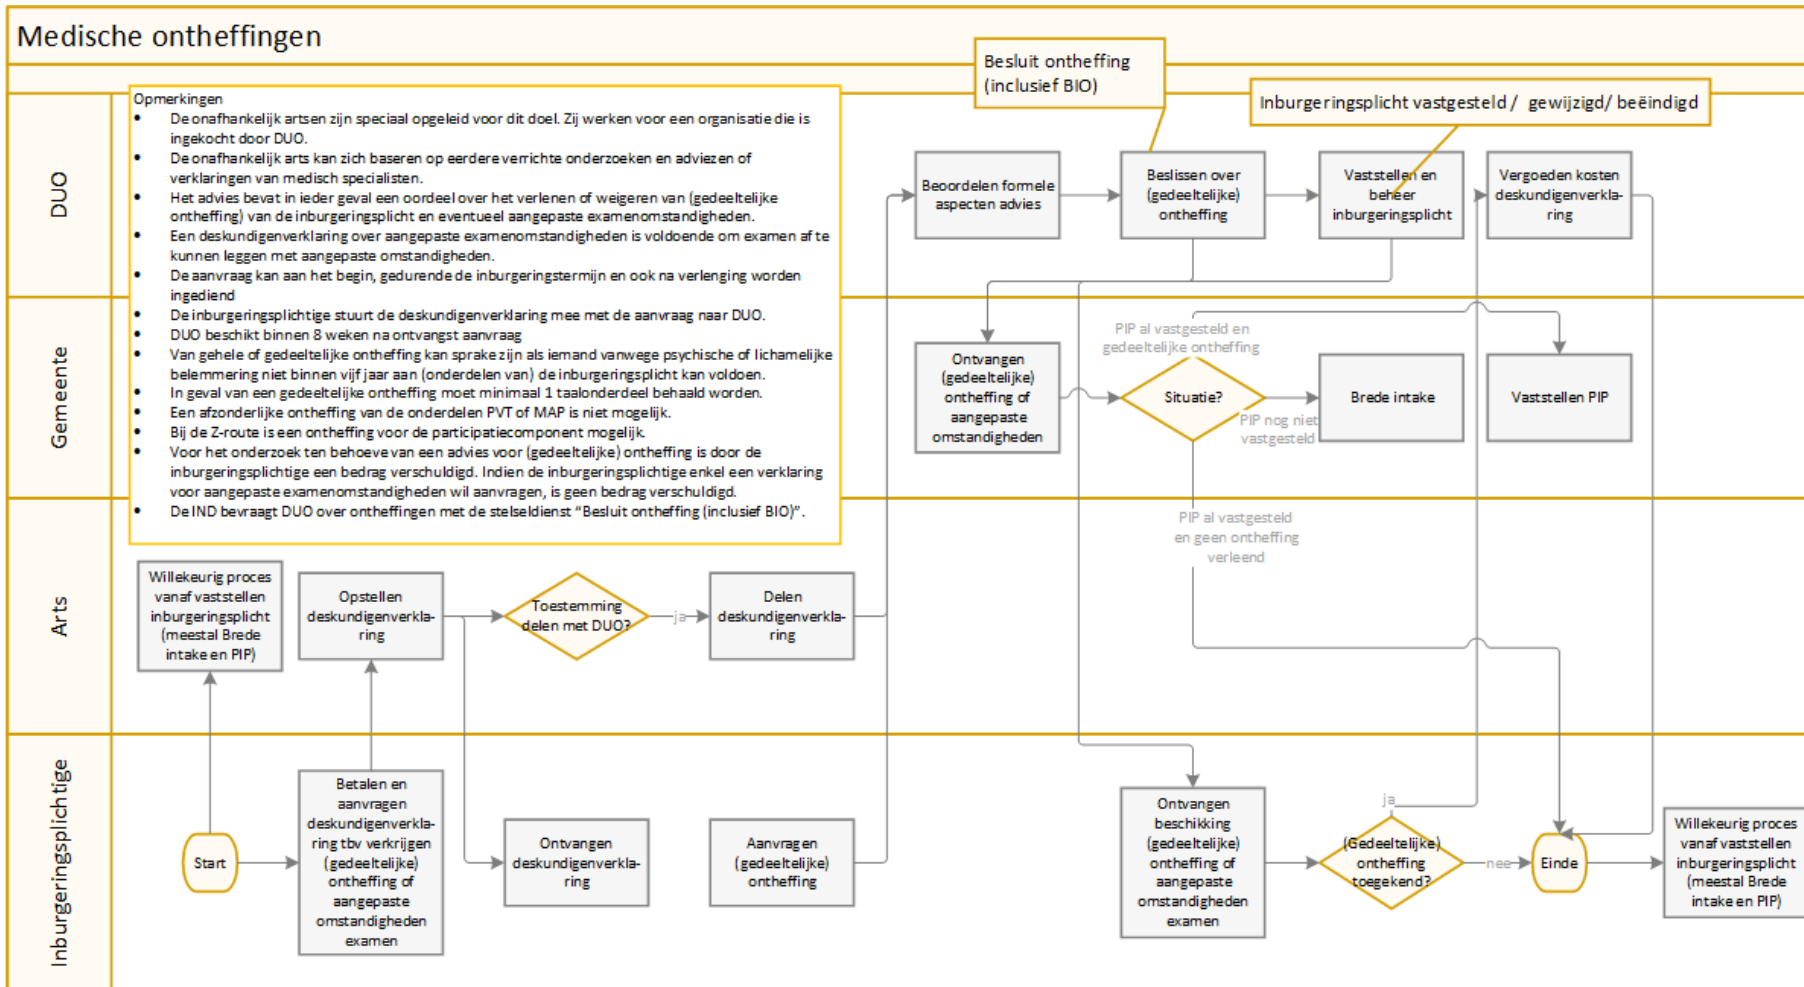 Medische ontheffingen
Besluit ontheffing
(inclusief BIO)
Inburgeringsplicht vastgesteld / gewijzigd/ beëindigd
DUO
Opmerkingen
• De onafhankelijk artsen zijn speciaal opgeleid voor dit doel. Zij werken voor een organisatie die is
ingekocht door DUO.
• De onafhankelijk arts kan zich baseren op eerdere verrichte onderzoeken en adviezen of
verklaringen van medisch specialisten.
• Het advies bevat in ieder geval een oordeel over het verlenen of weigeren van (gedeeltelijke
ontheffing) van de inburgeringsplicht en eventueel aangepaste examenomstandigheden.
• Een deskundigenverklaring over aangepaste examenomstandigheden is voldoende om examen af te
kunnen leggen met aangepaste omstandigheden.
• De aanvraag kan aan het begin, gedurende de inburgeringstermijn en ook na verlenging worden
ingediend
• De inburgeringsplichtige stuurt de deskundigenverklaring mee met de aanvraag naar DUO.
• DUO beschikt binnen 8 weken na ontvangst aanvraag
• Van gehele of gedeeltelijke ontheffing kan sprake zijn als iemand vanwege psychische of lichamelijke
belemmering niet binnen vijf jaar aan (onderdelen van) de inburgeringsplicht kan voldoen.
• In geval van een gedeeltelijke ontheffing moet minimaal 1 taalonderdeel behaald worden.
• Een afzonderlijke ontheffing van de onderdelen PVT of MAP is niet mogelijk.
• Bij de Z-route is een ontheffing voor de participatiecomponent mogelijk.
• Voor het onderzoek ten behoeve van een advies voor (gedeeltelijke) ontheffing is door de
inburgeringsplichtige een bedrag verschuldigd. Indien de inburgeringsplichtige enkel een verklaring
voor aangepaste examenomstandigheden wil aanvragen, is geen bedrag verschuldigd.
• De IND bevraagt DUO over ontheffingen met de stelseldienst “Besluit ontheffing (inclusief BIO)”.
Beoordelen formele
aspecten advies
Beslissen over
(gedeeltelijke)
ontheffing
Vaststellen en
beheer
inburgeringsplicht
Vergoeden kosten
deskundigenverkla-
ring
Gemeente
Ontvangen
(gedeeltelijke)
ontheffing of
aangepaste
omstandigheden
PIP al vastgesteld en
gedeeltelijke ontheffing
Situatie?
PIP nog niet
vastgesteld
Brede intake
Vaststellen PIP
PIP al vastgesteld
en geen ontheffing
verleend
Arts
Willekeurig proces
vanaf vaststellen
inburgeringsplicht
(meestal Brede
intake en PIP)
Opstellen
deskundigenverkla-
ring
Toestemming
delen met DUO?
ja
Delen
deskundigenverkla-
ring
Inburgeringsplichtige
Start
Betalen en
aanvragen
deskundigenverkla-
ring tbv verkrijgen
(gedeeltelijke)
ontheffing of
aangepaste
omstandigheden
examen
Ontvangen
deskundigenverkla-
ring
Aanvragen
(gedeeltelijke)
ontheffing
Ontvangen
beschikking
(gedeeltelijke)
ontheffing of
aangepaste
omstandigheden
examen
ja
(Gedeeltelijke)
ontheffing
toegekend?
nee
Einde
Willekeurig proces
vanaf vaststellen
inburgeringsplicht
(meestal Brede
intake en PIP)